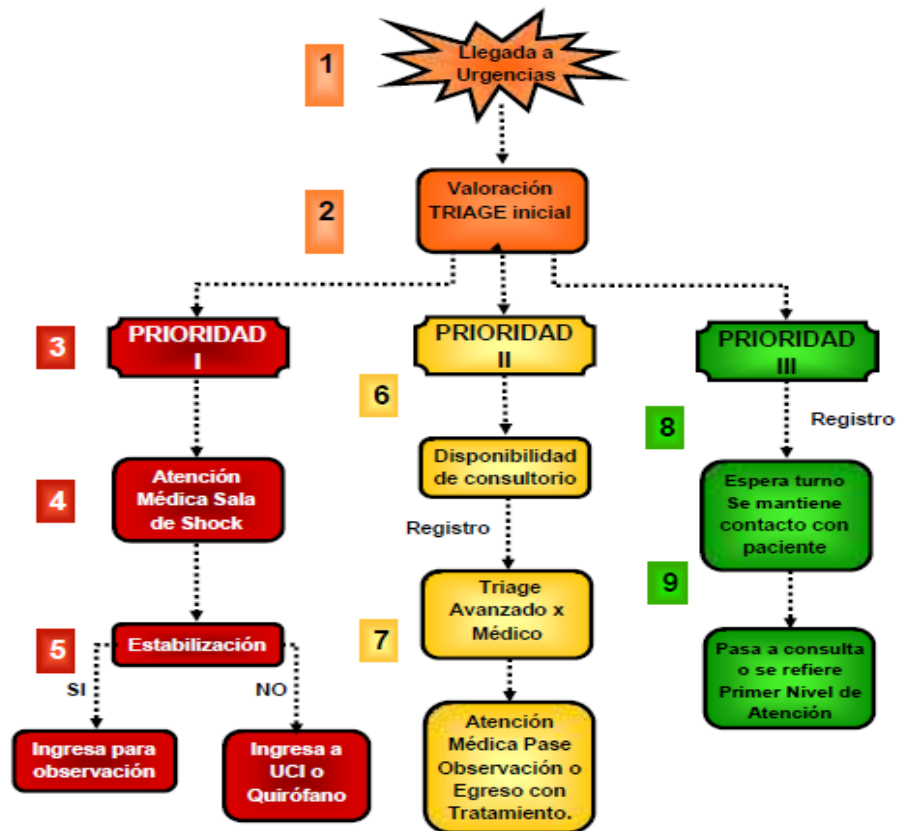 1
Llegada a
Urgencias
2
Valoración
TRIAGE inicial
3
PRIORIDAD
I
PRIORIDAD
II
PRIORIDAD
III
6
8
Registro
4
Atención
Médica Sala
de Shock
Disponibilidad
de consultorio
Espera turno
Se mantiene
contacto con
paciente
Registro
9
5
Estabilización
7
Triage
Avanzado x
Médico
Pasa a consulta
o se refiere
Primer Nivel de
Atención
SI
NO
Ingresa para
observación
Ingresa a
UCI o
Quirófano
Atención
Médica Pase
Observación o
Egreso con
Tratamiento.